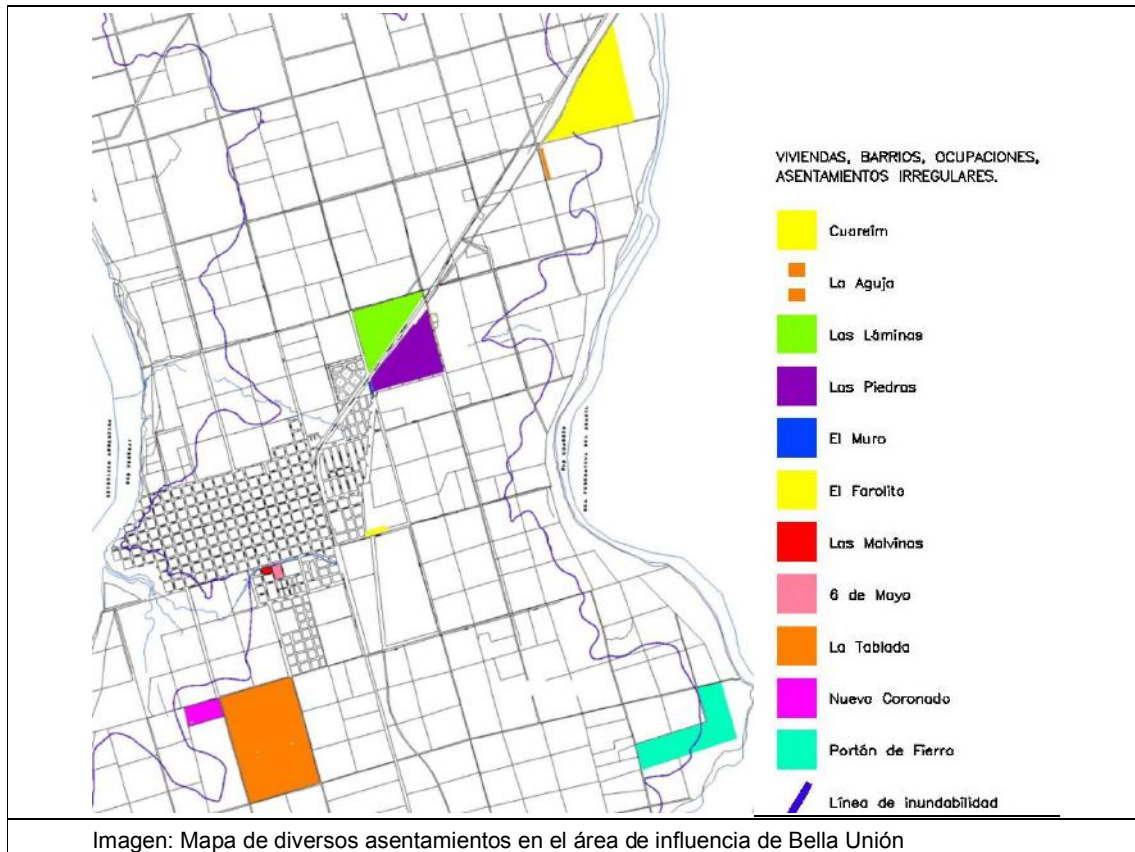 VIVIENDAS, BARRIOS, OCUPACIONES,
ASENTAMIENTOS IRREGULARES.
Cuareim
La Aguja
Las Láminas
Las Piedras
El Muro
El Farolito
Las Malvinas
6 de Mayo
La Tablada
Nuevo Coronado
Portón de Fierro
Línea de inundabilidad
Imagen: Mapa de diversos asentamientos en el área de influencia de Bella Unión